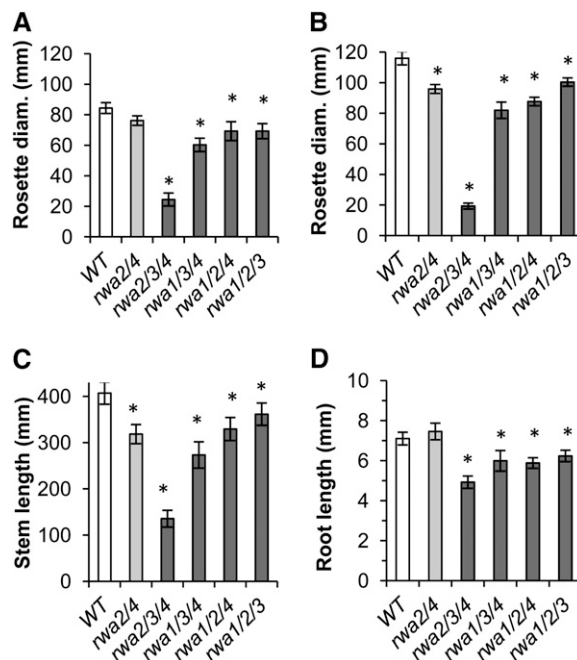 A
Rosette diam. (mm)
120
100
80
60
40
20
0
*
*
*
*
WT
rwa2/4
rwa2/3/4
rwa1/3/4
rwa1/2/4
rwa1/2/3
B
Rosette diam. (mm)
120
100
80
60
40
20
0
*
*
*
*
*
WT
rwa2/4
rwa2/3/4
rwa1/3/4
rwa1/2/4
rwa1/2/3
C
Stem length (mm)
400
300
200
100
0
*
*
*
*
*
WT
rwa2/4
rwa2/3/4
rwa1/3/4
rwa1/2/4
rwa1/2/3
D
Root length (mm)
8
6
4
2
0
*
*
*
*
WT
rwa2/4
rwa2/3/4
rwa1/3/4
rwa1/2/4
rwa1/2/3